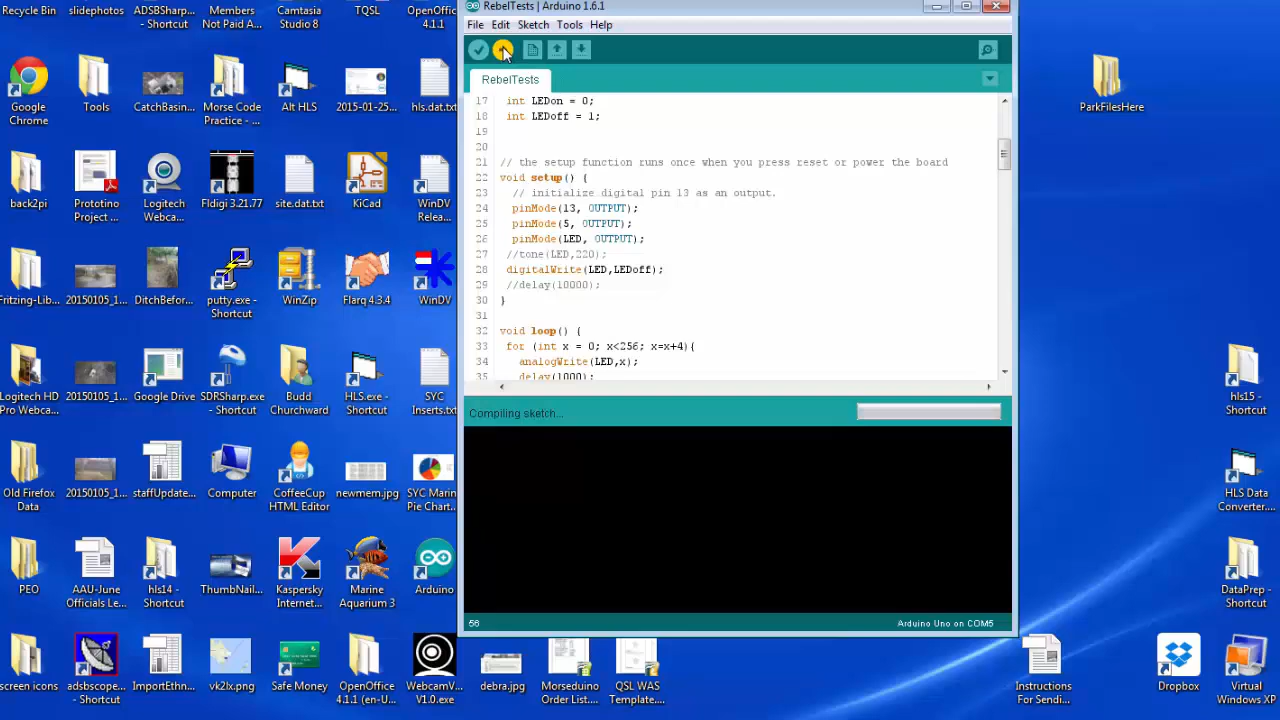 Recycle Bin
slidephotos
ADSBSharp... - Shortcut
Members Not Paid A...
Camtasia Studio 8
TQSL
OpenOffice 4.1.1
RebelTests | Arduino 1.6.1
File Edit Sketch Tools Help
RebelTests
17 int LEDon = 0;
18 int LEDoff = 1;
19
20
21 // the setup function runs once when you press reset or power the board
22 void setup() {
23 // initialize digital pin 13 as an output.
24 pinMode(13, OUTPUT);
25 pinMode(5, OUTPUT);
26 pinMode(LED, OUTPUT);
27 //tone(LED,220);
28 digitalWrite(LED,LEDoff);
29 //delay(10000);
30 }
31
32 void loop() {
33 for (int x = 0; x<256; x=x+4){
34 analogWrite(LED,x);
35 delay(1000);
Compiling sketch...
56
Arduino Uno on COM5
Google Chrome
Tools
CatchBasin...
Morse Code Practice - ...
Alt HLS
2015-01-25...
hls.dat.txt
ParkFilesHere
back2pi
Prototino Project ...
Logitech Webca...
Fldigi 3.21.77
site.dat.txt
KiCad
WinDV Relea...
Fritzing-Lib...
20150105_1...
DitchBefor...
putty.exe - Shortcut
WinZip
Flarq 4.3.4
WinDV
Logitech HD Pro Webca...
20150105_1...
Google Drive
SDRSharp.exe - Shortcut
Budd Churchward
HLS.exe - Shortcut
SYC Inserts.txt
hls15 - Shortcut
Old Firefox Data
20150105_1...
staffUpdate...
Computer
CoffeeCup HTML Editor
newmem.jpg
SYC Marin... Pie Chart...
HLS Data Converter....
PEO
AAU-June Officials Le...
hls14 - Shortcut
ThumbNail...
Kaspersky Internet...
Marine Aquarium 3
Arduino
DataPrep - Shortcut
screen icons
adsbscope... - Shortcut
ImportEthn...
vk2lx.png
Safe Money
OpenOffice 4.1.1 (en-U...
WebcamV... V1.0.exe
debra.jpg
Morseduino Order List....
QSL WAS Template....
Instructions For Sendi...
Dropbox
Virtual Windows XP